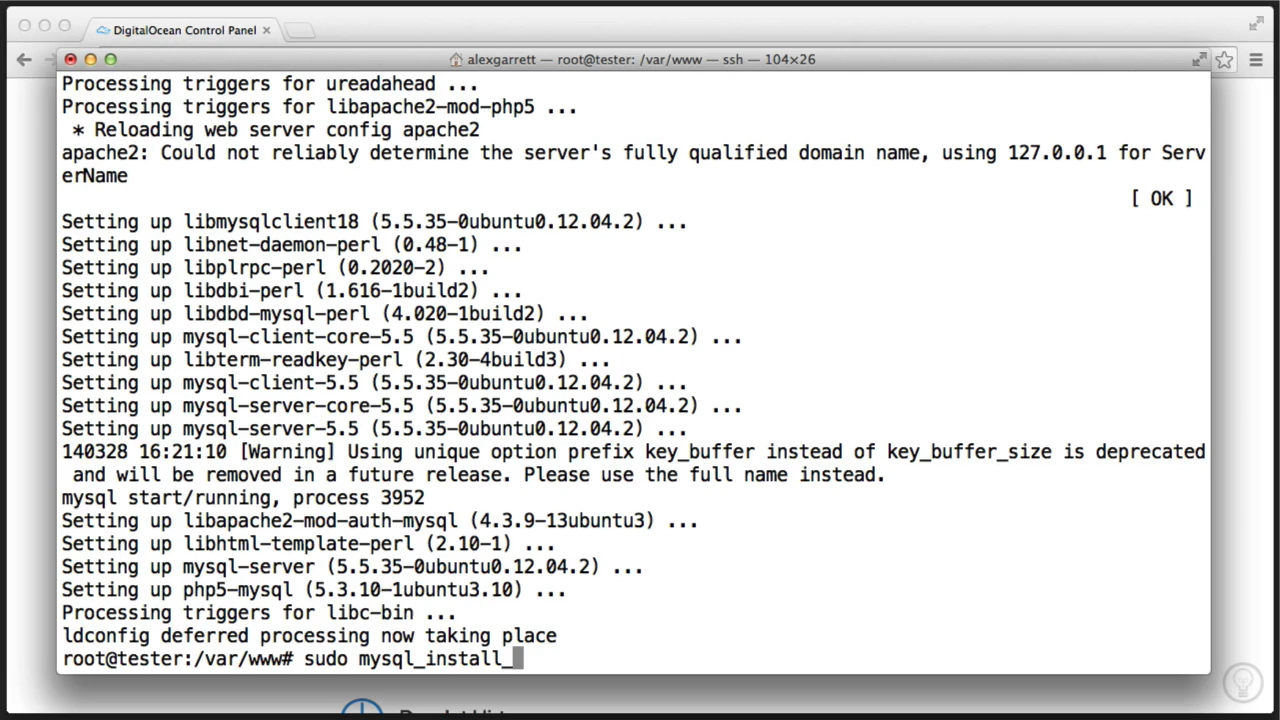 DigitalOcean Control Panel ×
alexgarrett — root@tester: /var/www — ssh — 104×26
Processing triggers for ureadahead ...
Processing triggers for libapache2-mod-php5 ...
* Reloading web server config apache2
apache2: Could not reliably determine the server's fully qualified domain name, using 127.0.0.1 for Serv
erName
[ OK ]
Setting up libmysqlclient18 (5.5.35-0ubuntu0.12.04.2) ...
Setting up libnet-daemon-perl (0.48-1) ...
Setting up libplrpc-perl (0.2020-2) ...
Setting up libdbi-perl (1.616-1build2) ...
Setting up libdbd-mysql-perl (4.020-1build2) ...
Setting up mysql-client-core-5.5 (5.5.35-0ubuntu0.12.04.2) ...
Setting up libterm-readkey-perl (2.30-4build3) ...
Setting up mysql-client-5.5 (5.5.35-0ubuntu0.12.04.2) ...
Setting up mysql-server-core-5.5 (5.5.35-0ubuntu0.12.04.2) ...
Setting up mysql-server-5.5 (5.5.35-0ubuntu0.12.04.2) ...
140328 16:21:10 [Warning] Using unique option prefix key_buffer instead of key_buffer_size is deprecated
and will be removed in a future release. Please use the full name instead.
mysql start/running, process 3952
Setting up libapache2-mod-auth-mysql (4.3.9-13ubuntu3) ...
Setting up libhtml-template-perl (2.10-1) ...
Setting up mysql-server (5.5.35-0ubuntu0.12.04.2) ...
Setting up php5-mysql (5.3.10-1ubuntu3.10) ...
Processing triggers for libc-bin ...
ldconfig deferred processing now taking place
root@tester:/var/www# sudo mysql_install_